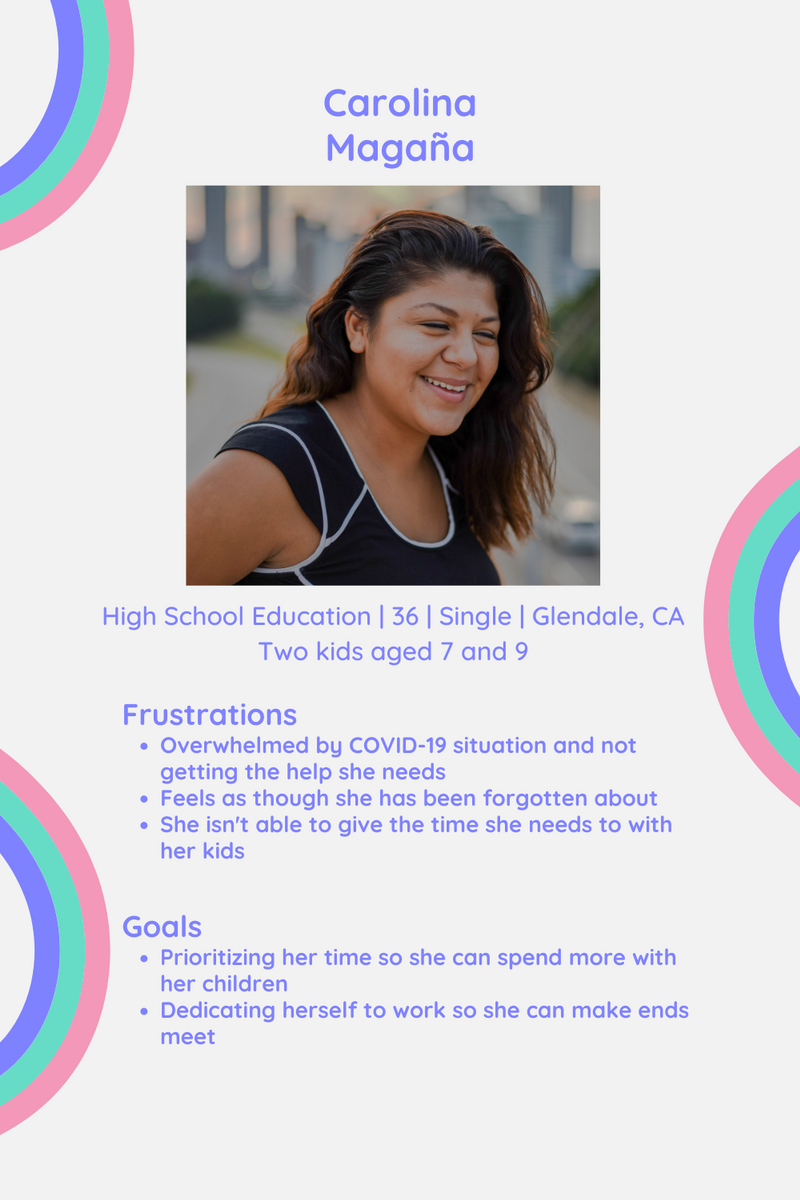 Carolina
Magaña
High School Education | 36 | Single | Glendale, CA
Two kids aged 7 and 9
Frustrations
• Overwhelmed by COVID-19 situation and not
getting the help she needs
• Feels as though she has been forgotten about
• She isn't able to give the time she needs to with
her kids
Goals
• Prioritizing her time so she can spend more with
her children
• Dedicating herself to work so she can make ends
meet